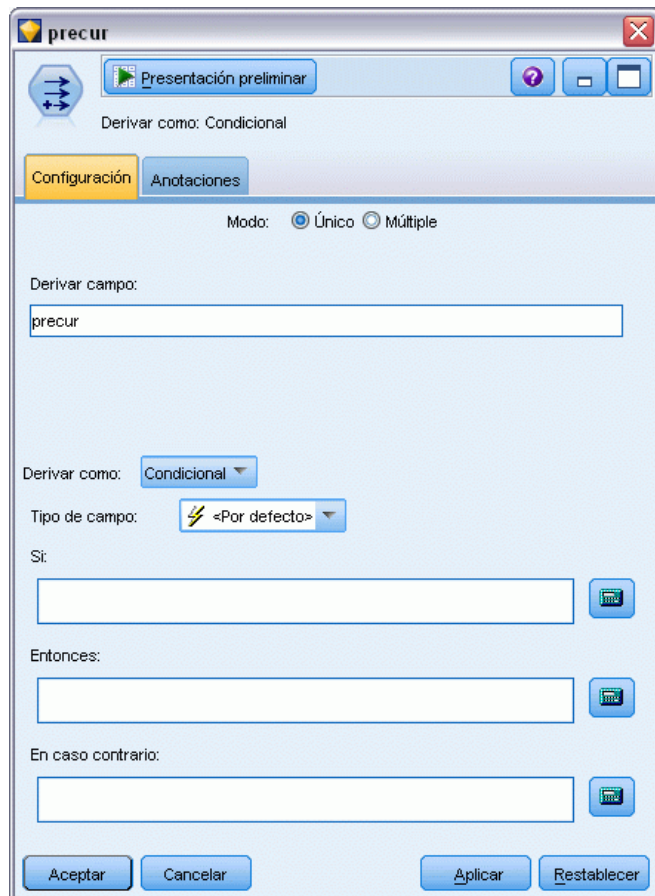 precur
Presentación preliminar
Derivar como: Condicional
Configuración Anotaciones
Modo: Único Múltiple
Derivar campo:
precur
Derivar como: Condicional
Tipo de campo: <Por defecto>
Si:
Entonces:
En caso contrario:
Aceptar Cancelar Aplicar Restablecer